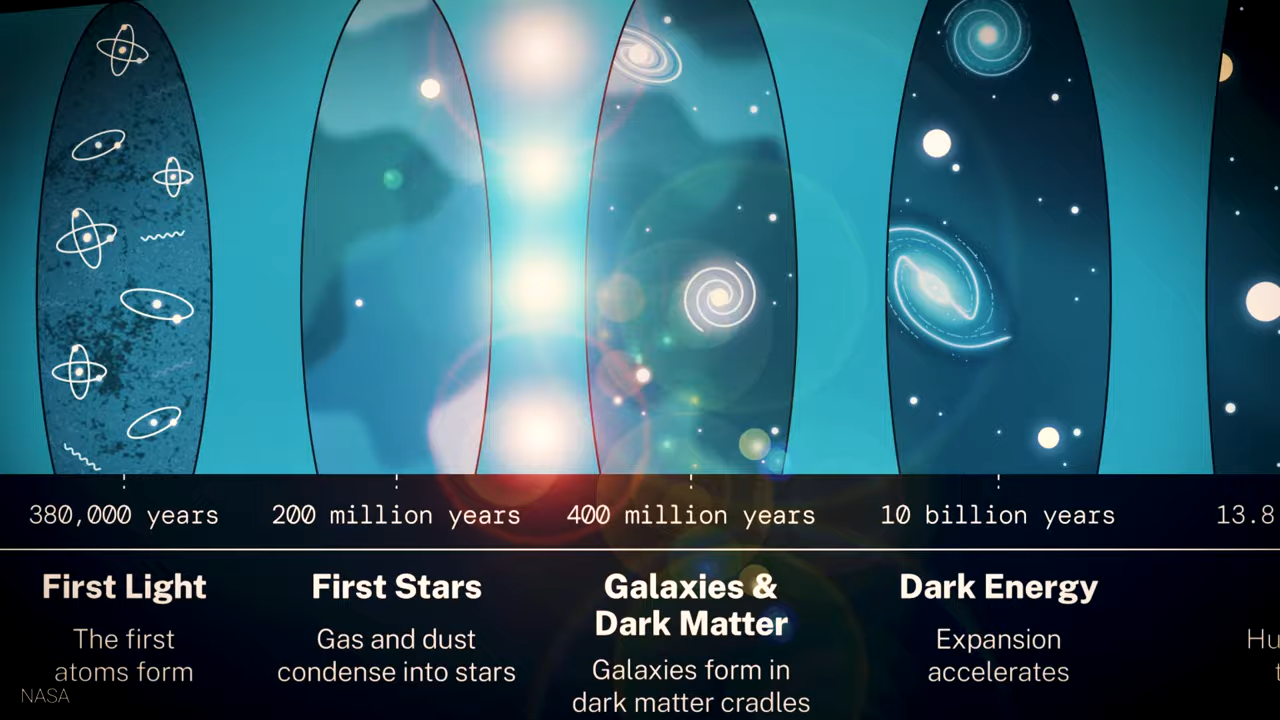 380,000 years
200 million years
400 million years
10 billion years
13.8
First Light
First Stars
Galaxies &
Dark Matter
Dark Energy
The first
atoms form
Gas and dust
condense into stars
Galaxies form in
dark matter cradles
Expansion
accelerates
NASA